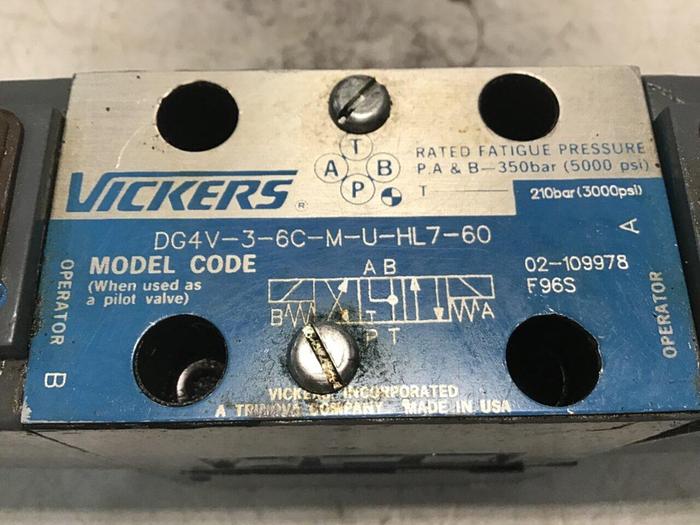 T
A B
P
RATED FATIGUE PRESSURE
P.A & B-350bar (5000 psi)
T 210bar (3000psi)
VICKERS®
DG4V-3-6C-M-U-HL7-60
MODEL CODE
(When used as
a pilot valve)
02-109978
F96S
OPERATOR B
OPERATOR A
A B
B A
T
P T
VICKERS, INCORPORATED
A TRINOVA COMPANY MADE IN USA